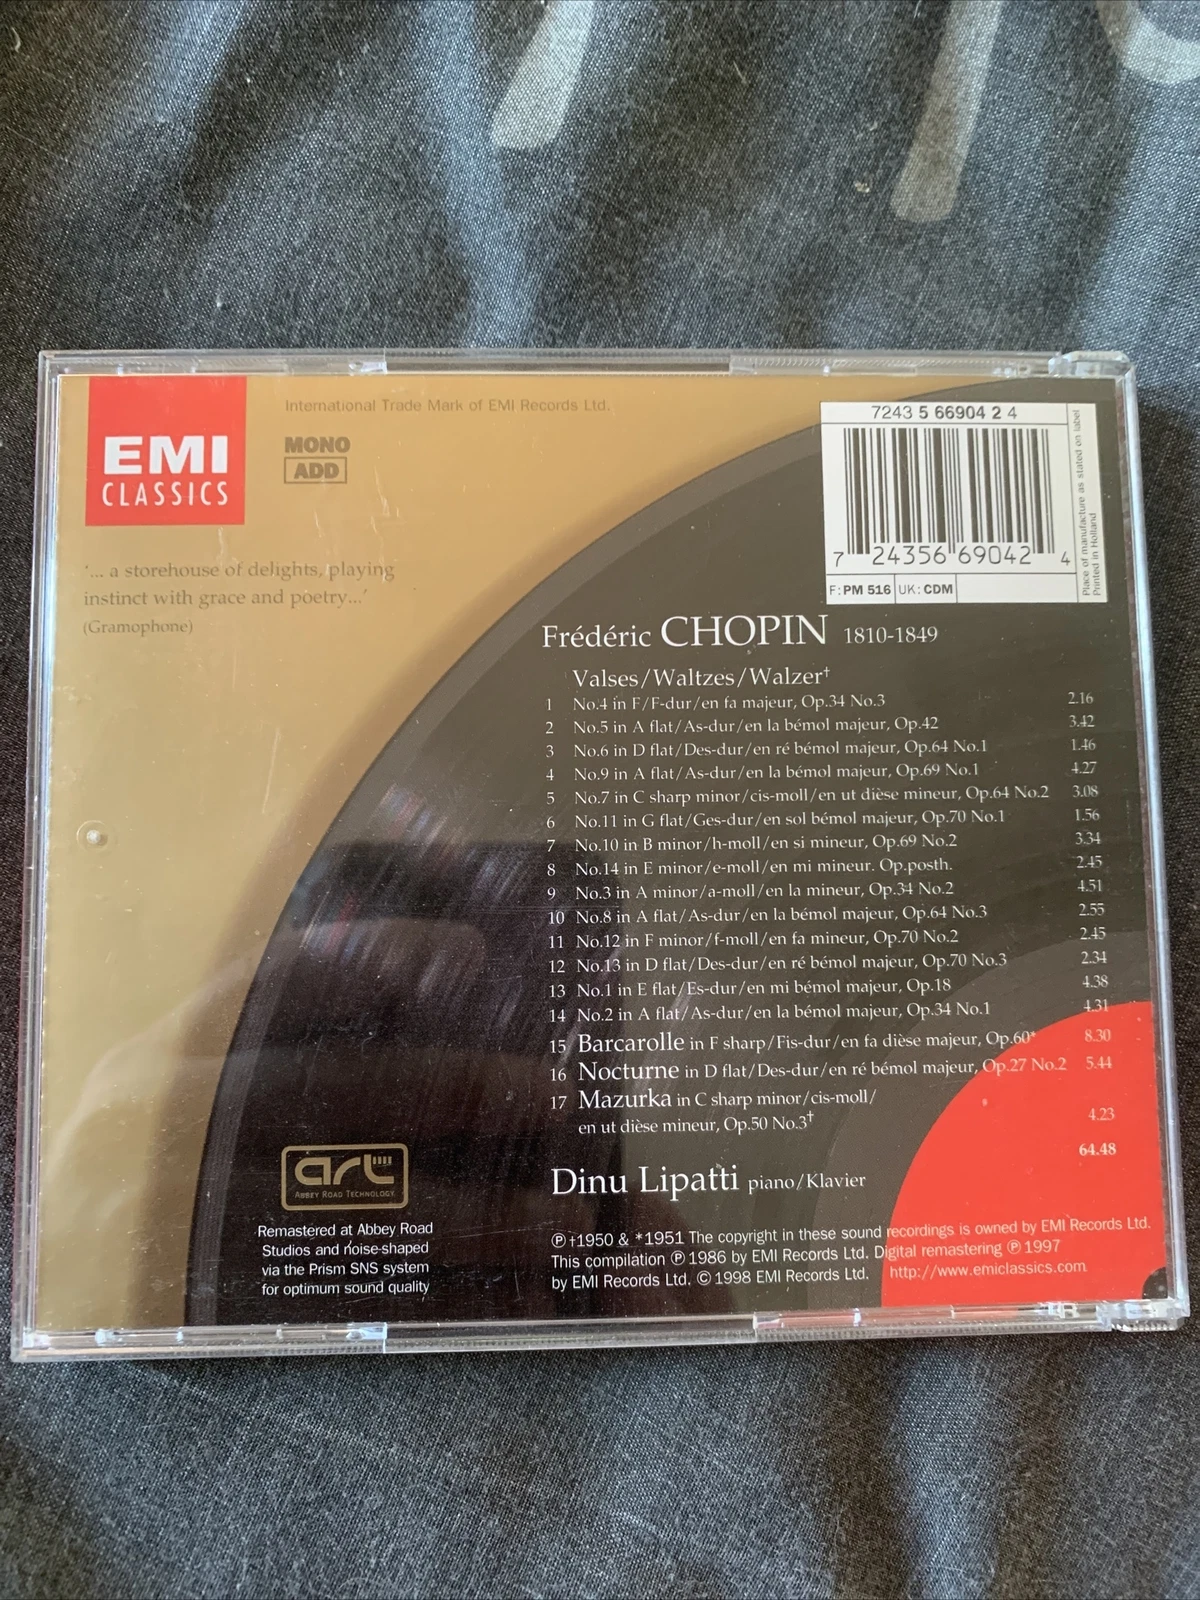 EMI
CLASSICS
International Trade Mark of EMI Records Ltd.
MONO
ADD
'... a storehouse of delights, playing
instinct with grace and poetry...'
(Gramophone)
7243 5 66904 2 4
7 24356 69042 4
F: PM 516 UK: CDM
Place of manufacture as stated on label
Printed in Holland
Frédéric CHOPIN 1810-1849
Valses/Waltzes/Walzer†
1 No.4 in F/F-dur/en fa majeur, Op.34 No.3 2.16
2 No.5 in A flat/As-dur/en la bémol majeur, Op.42 3.42
3 No.6 in D flat/Des-dur/en ré bémol majeur, Op.64 No.1 1.46
4 No.9 in A flat/As-dur/en la bémol majeur, Op.69 No.1 4.27
5 No.7 in C sharp minor/cis-moll/en ut dièse mineur, Op.64 No.2 3.08
6 No.11 in G flat/Ges-dur/en sol bémol majeur, Op.70 No.1 1.56
7 No.10 in B minor/h-moll/en si mineur, Op.69 No.2 3.34
8 No.14 in E minor/e-moll/en mi mineur. Op.posth. 2.45
9 No.3 in A minor/a-moll/en la mineur, Op.34 No.2 4.51
10 No.8 in A flat/As-dur/en la bémol majeur, Op.64 No.3 2.55
11 No.12 in F minor/f-moll/en fa mineur, Op.70 No.2 2.45
12 No.13 in D flat/Des-dur/en ré bémol majeur, Op.70 No.3 2.34
13 No.1 in E flat/Es-dur/en mi bémol majeur, Op.18 4.38
14 No.2 in A flat/As-dur/en la bémol majeur, Op.34 No.1 4.31
15 Barcarolle in F sharp/Fis-dur/en fa dièse majeur, Op.60* 8.30
16 Nocturne in D flat/Des-dur/en ré bémol majeur, Op.27 No.2 5.44
17 Mazurka in C sharp minor/cis-moll/
en ut dièse mineur, Op.50 No.3† 4.23
64.48
Dinu Lipatti piano/Klavier
art
ABBEY ROAD TECHNOLOGY
Remastered at Abbey Road
Studios and noise-shaped
via the Prism SNS system
for optimum sound quality
℗ †1950 & *1951 The copyright in these sound recordings is owned by EMI Records Ltd.
This compilation ℗ 1986 by EMI Records Ltd. Digital remastering ℗ 1997
by EMI Records Ltd. © 1998 EMI Records Ltd. http://www.emiclassics.com